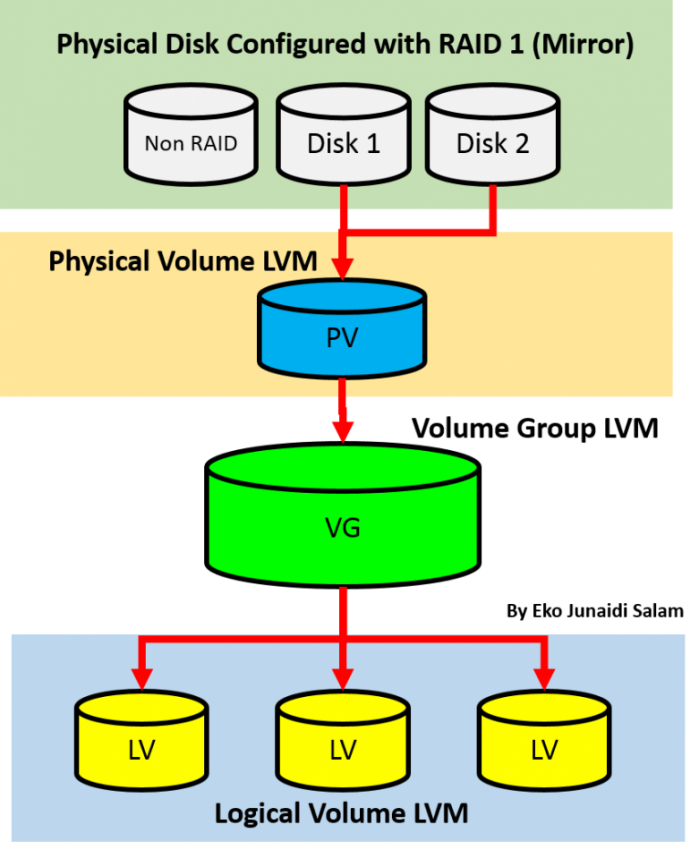 Physical Disk Configured with RAID 1 (Mirror)
Non RAID
Disk 1
Disk 2
Physical Volume LVM
PV
Volume Group LVM
VG
By Eko Junaidi Salam
LV
LV
LV
Logical Volume LVM